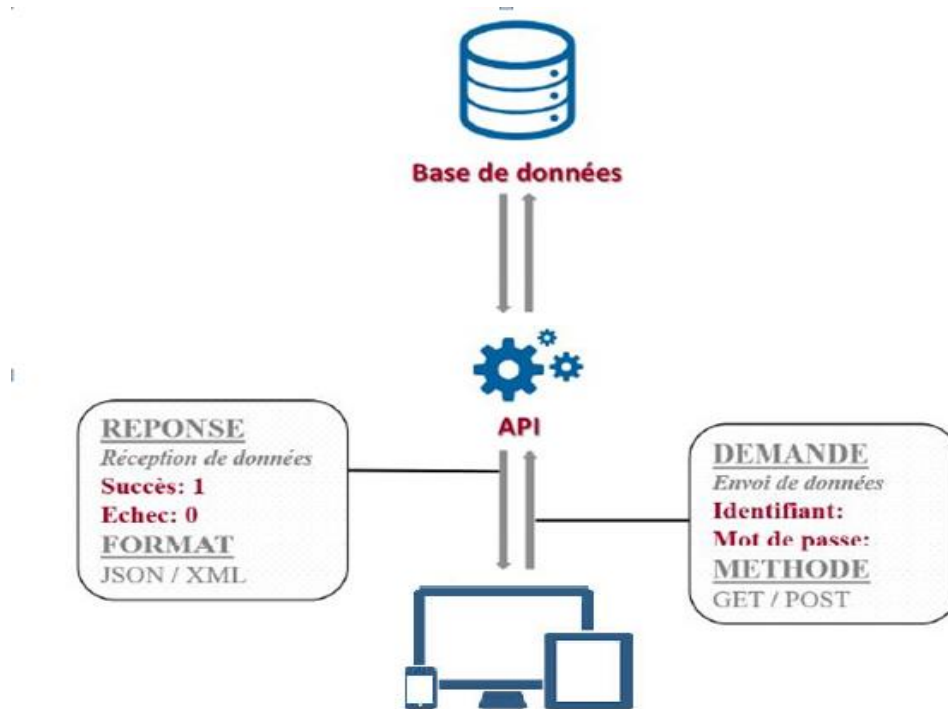 Base de données
API
REPONSE
Réception de données
Succès: 1
Echec: 0
FORMAT
JSON / XML
DEMANDE
Envoi de données
Identifiant:
Mot de passe:
METHODE
GET / POST